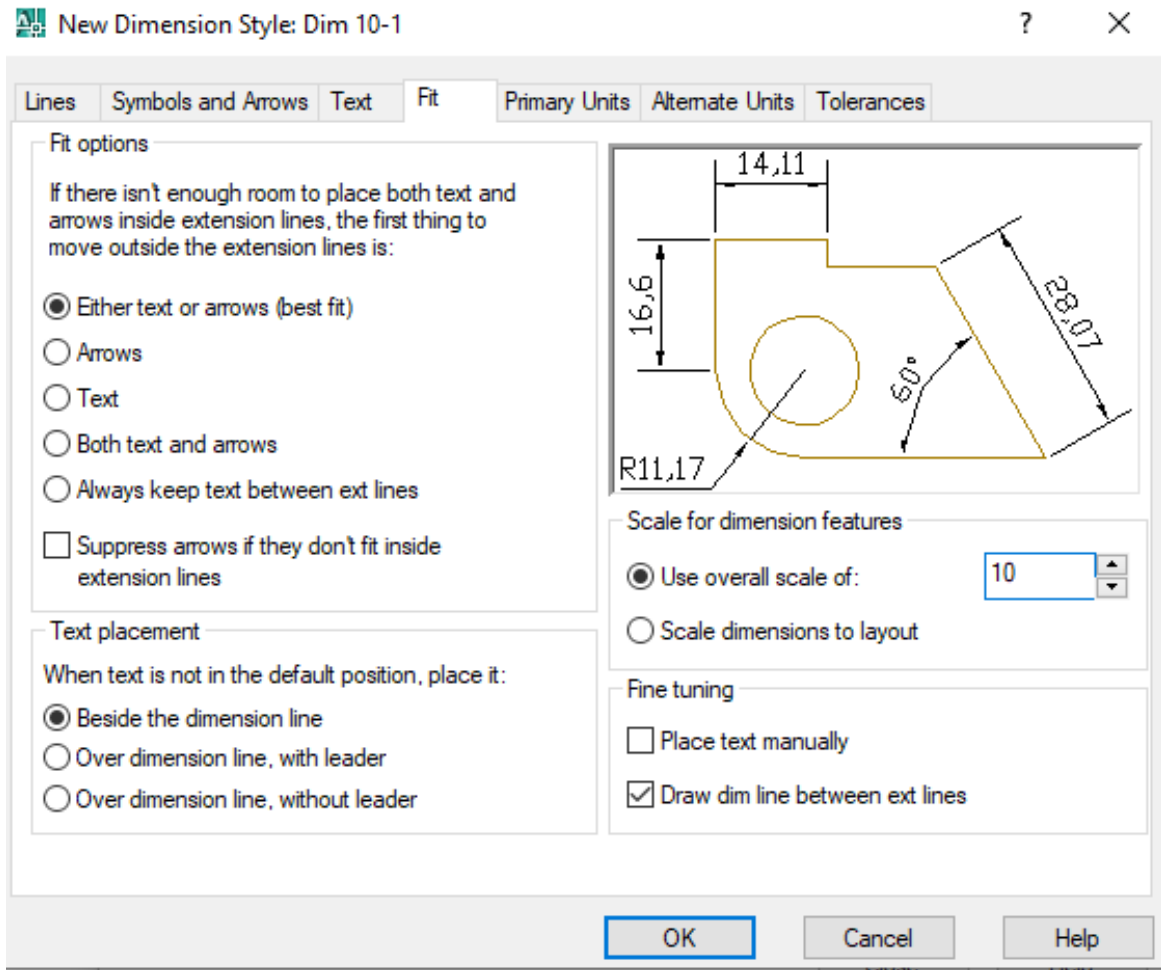 New Dimension Style: Dim 10-1
?
Lines Symbols and Arrows Text Fit Primary Units Alternate Units Tolerances
Fit options
If there isn't enough room to place both text and
arrows inside extension lines, the first thing to
move outside the extension lines is:
Either text or arrows (best fit)
Arrows
Text
Both text and arrows
Always keep text between ext lines
Suppress arrows if they don't fit inside
extension lines
Text placement
When text is not in the default position, place it:
Beside the dimension line
Over dimension line, with leader
Over dimension line, without leader
14,11
16,6
28,07
60°
R11,17
Scale for dimension features
Use overall scale of: 10
Scale dimensions to layout
Fine tuning
Place text manually
Draw dim line between ext lines
OK Cancel Help